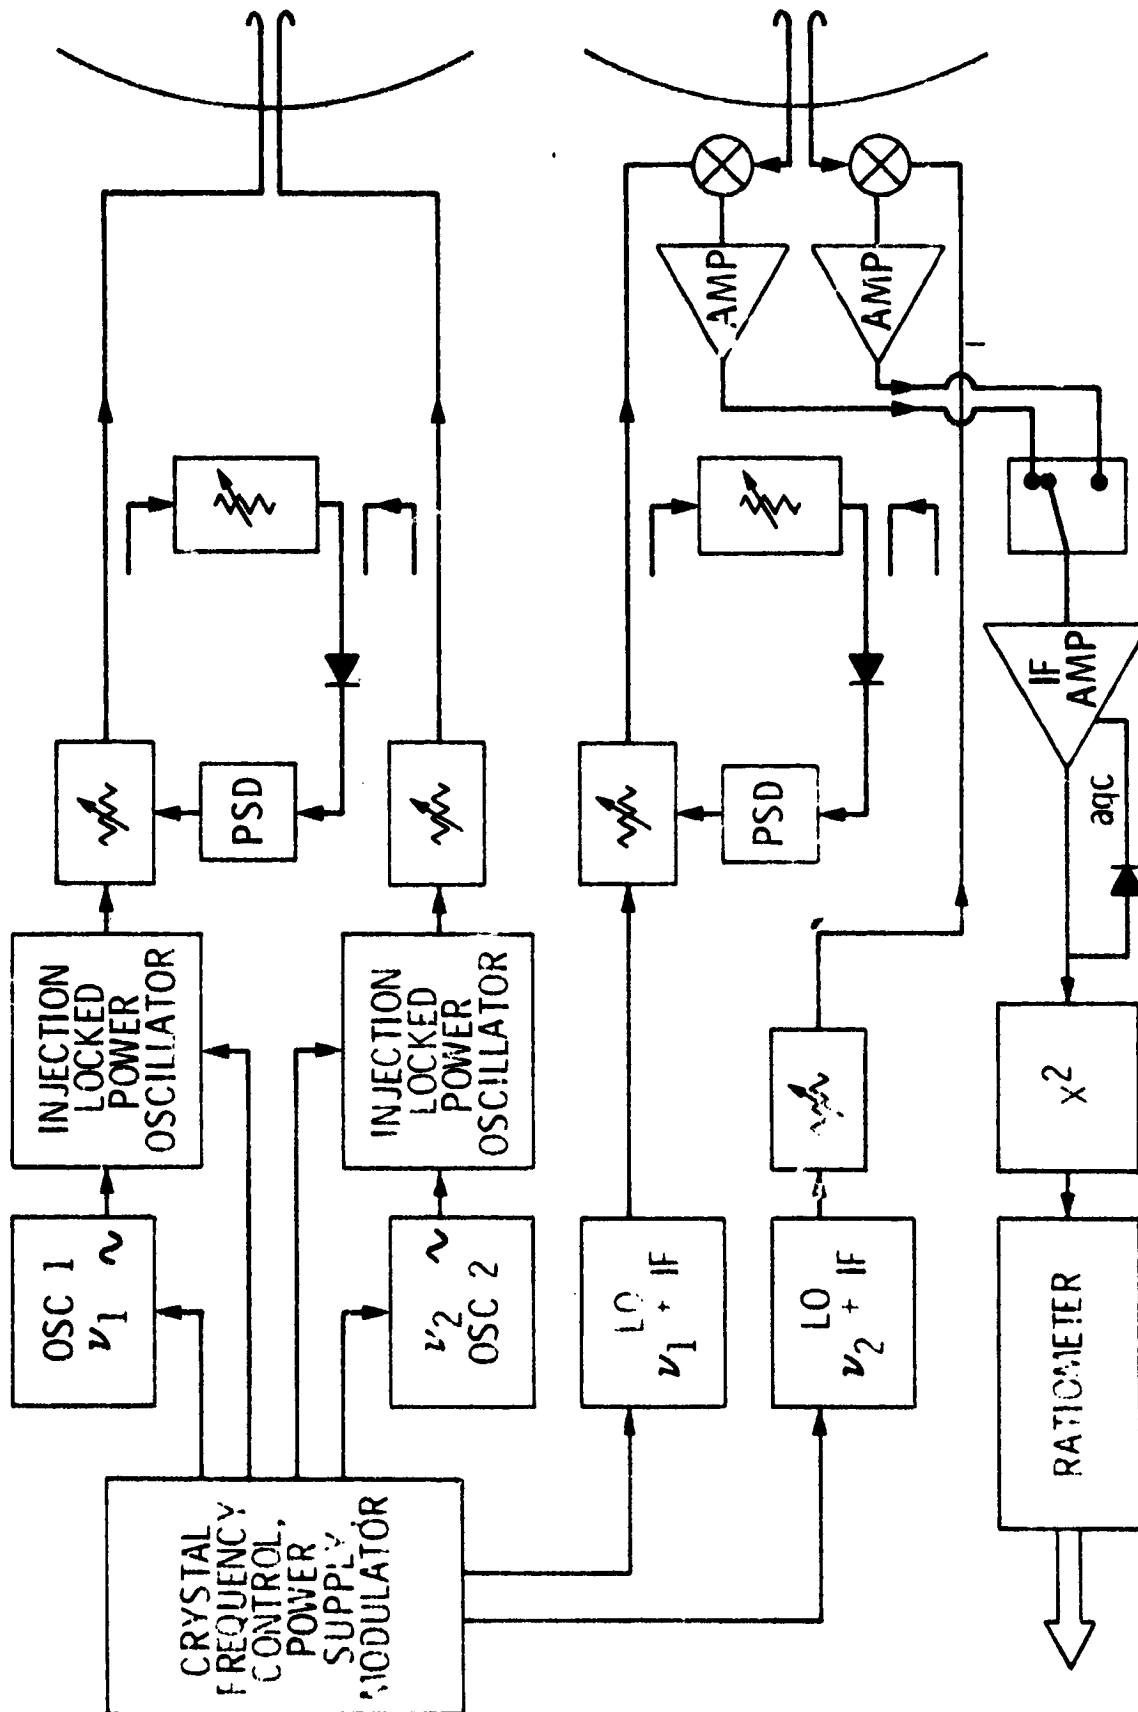 CRYSTAL
FREQUENCY
CONTROL,
POWER
SUPPLY
MODULATOR
OSC 1
ν1 ~
INJECTION
LOCKED
POWER
OSCILLATOR
PSD
ν2 ~
OSC 2
INJECTION
LOCKED
POWER
OSCILLATOR
LO
ν1 + IF
PSD
AMP
LO
ν2 + IF
AMP
RATIOMETER
X²
agc
IF
AMP